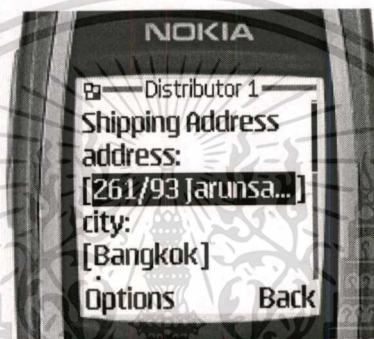 NOKIA
Distributor 1
Shipping Address
address:
[261/93 Jarunsa...]
city:
[Bangkok]
Options Back